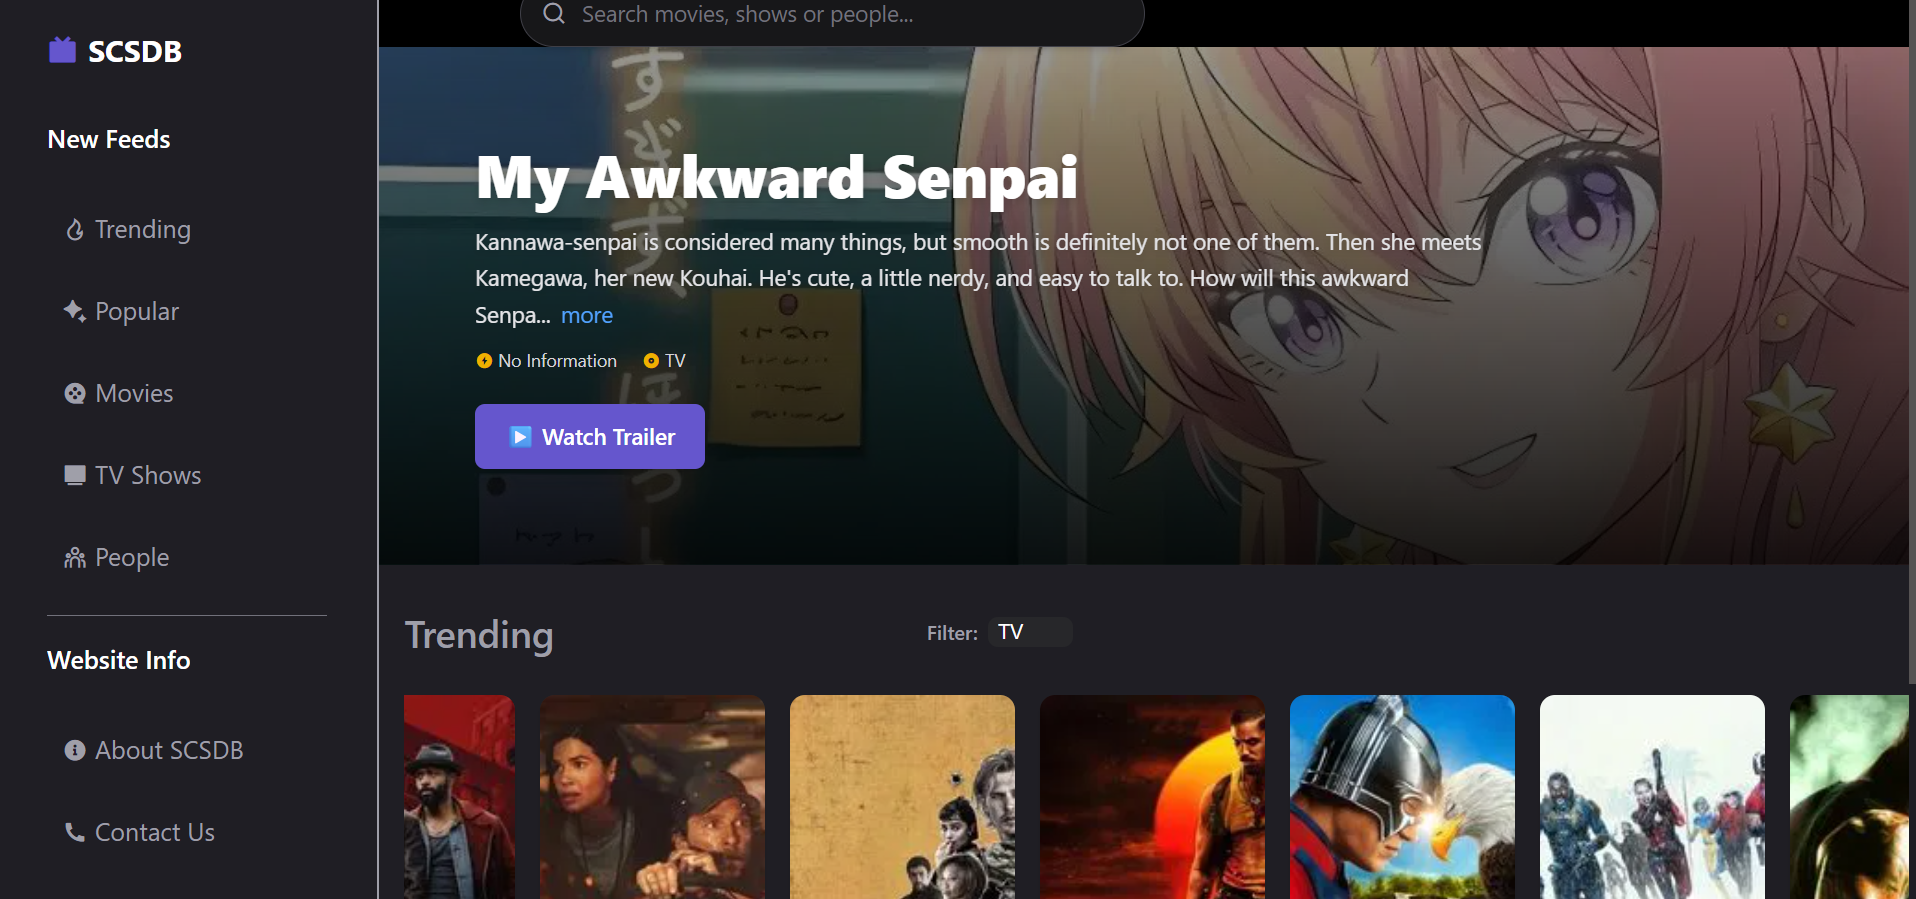 SCSDB
Search movies, shows or people...
New Feeds
Trending
Popular
Movies
TV Shows
People
Website Info
About SCSDB
Contact Us
My Awkward Senpai
Kannawa-senpai is considered many things, but smooth is definitely not one of them. Then she meets
Kamegawa, her new Kouhai. He's cute, a little nerdy, and easy to talk to. How will this awkward
Senpa... more
No Information TV
Watch Trailer
Trending
Filter: TV